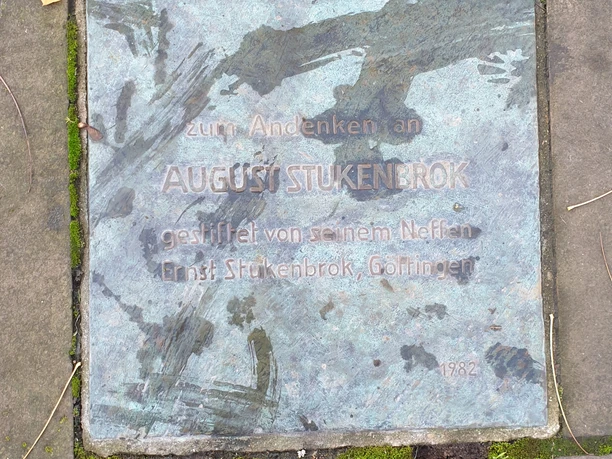 zum Andenken an
AUGUST STUKENBROK
gestiftet von seinem Neffen
Ernst Stukenbrok, Göttingen
1982